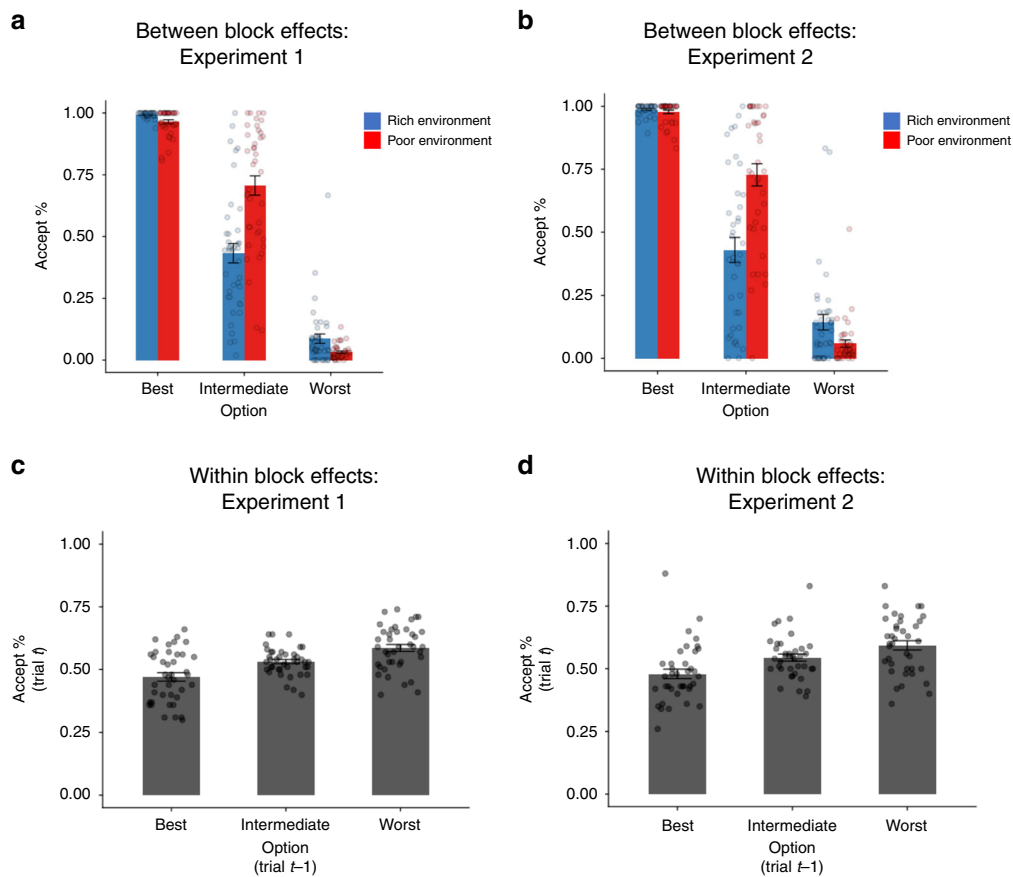 a
Between block effects:
Experiment 1
1.00
0.75
0.50
0.25
0.00
Accept %
Rich environment
Poor environment
Best
Intermediate
Worst
Option
b
Between block effects:
Experiment 2
1.00
0.75
0.50
0.25
0.00
Accept %
Rich environment
Poor environment
Best
Intermediate
Worst
Option
c
Within block effects:
Experiment 1
1.00
0.75
0.50
0.25
0.00
Accept %
(trial t)
Best
Intermediate
Worst
Option
(trial t–1)
d
Within block effects:
Experiment 2
1.00
0.75
0.50
0.25
0.00
Accept %
(trial t)
Best
Intermediate
Worst
Option
(trial t–1)